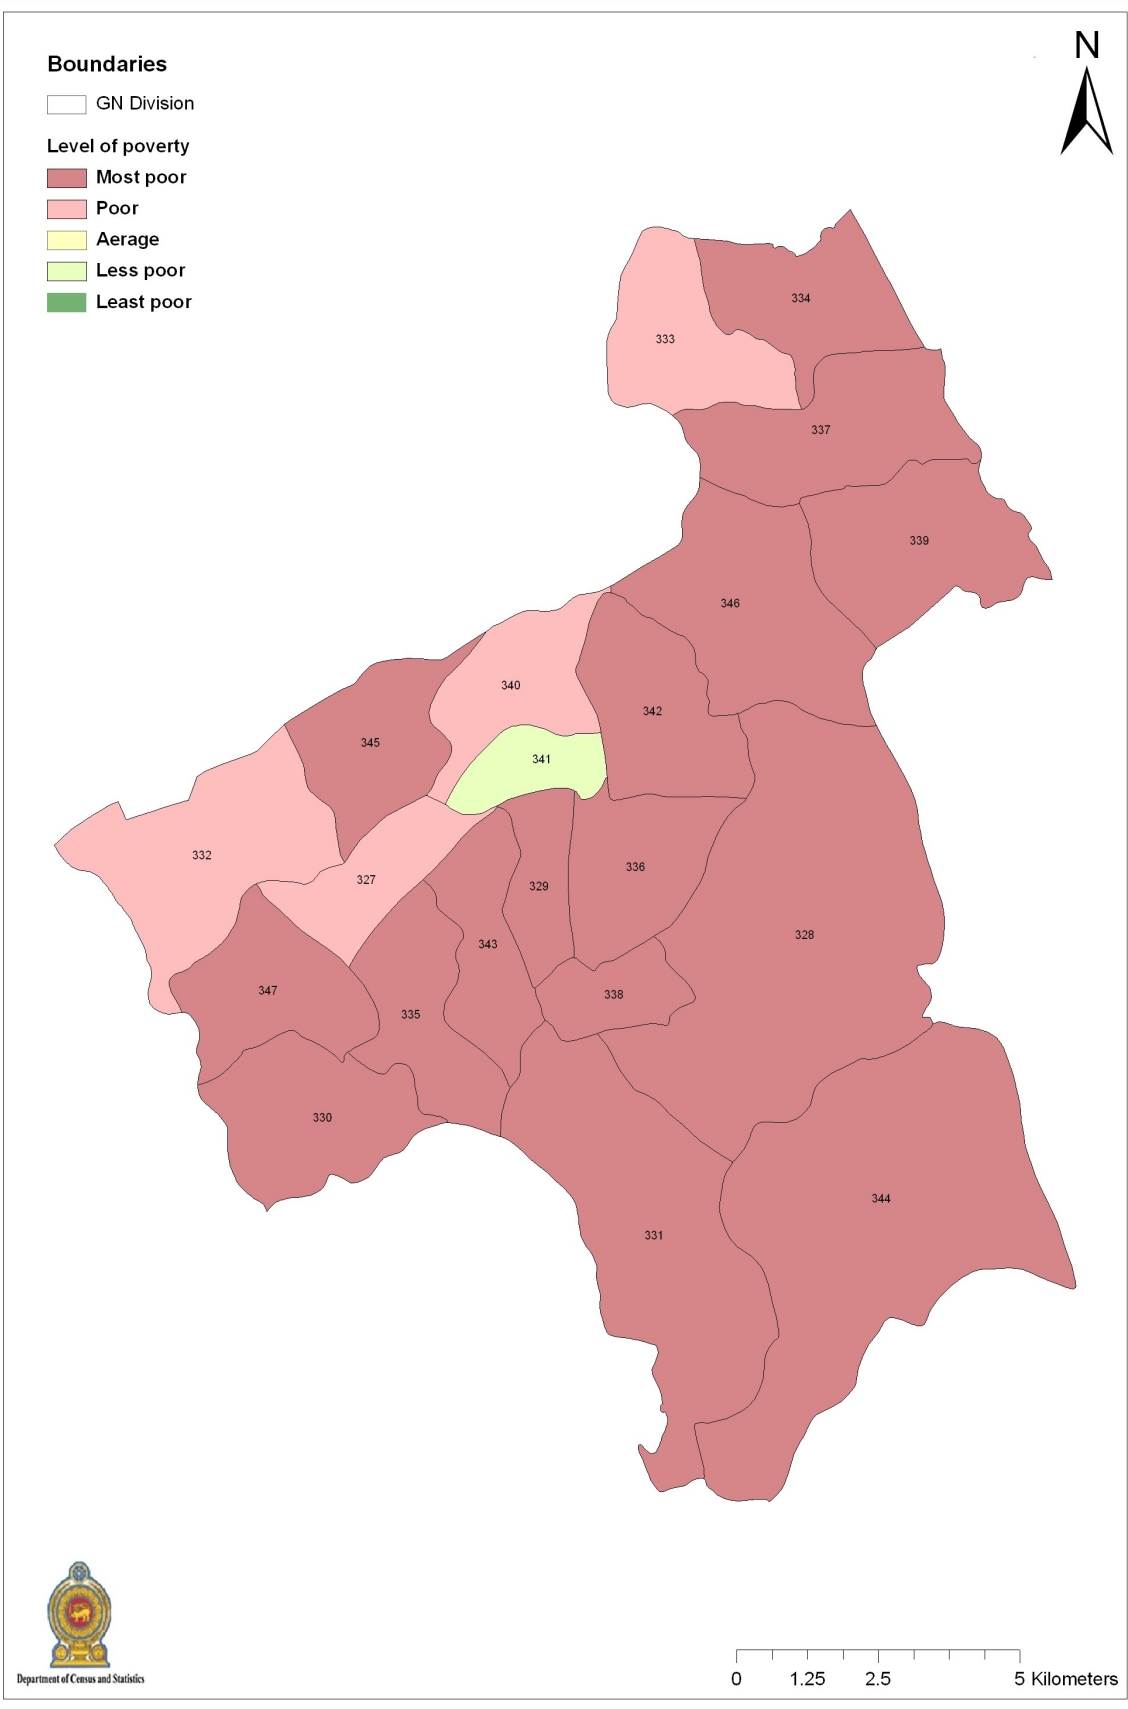 N
Boundaries
GN Division
Level of poverty
Most poor
Poor
Aerage
Less poor
Least poor
334
333
337
339
346
340
342
345
341
332
327
336
329
328
343
347
338
335
330
344
331
Department of Census and Statistics
0 1.25 2.5 5 Kilometers